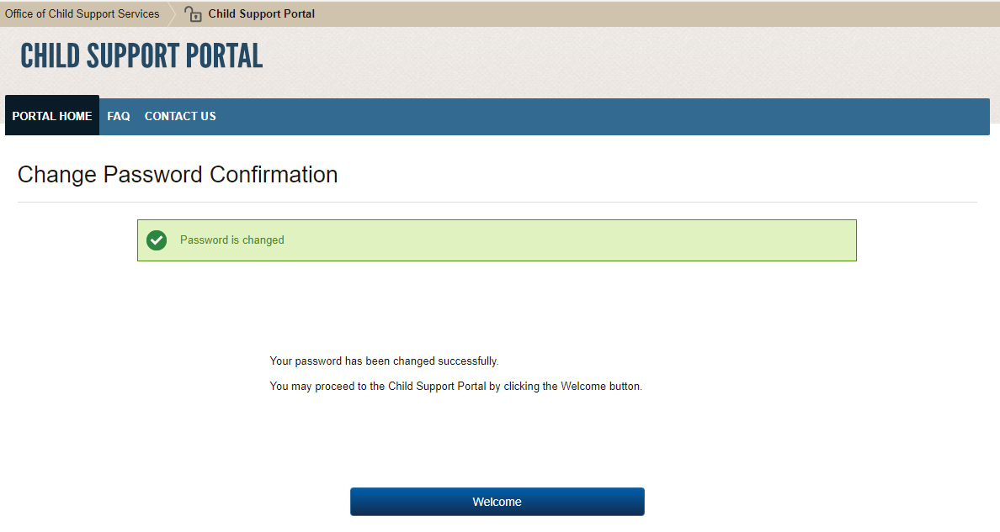 Office of Child Support Services Child Support Portal
CHILD SUPPORT PORTAL
PORTAL HOME FAQ CONTACT US
Change Password Confirmation
Password is changed
Your password has been changed successfully.
You may proceed to the Child Support Portal by clicking the Welcome button.
Welcome